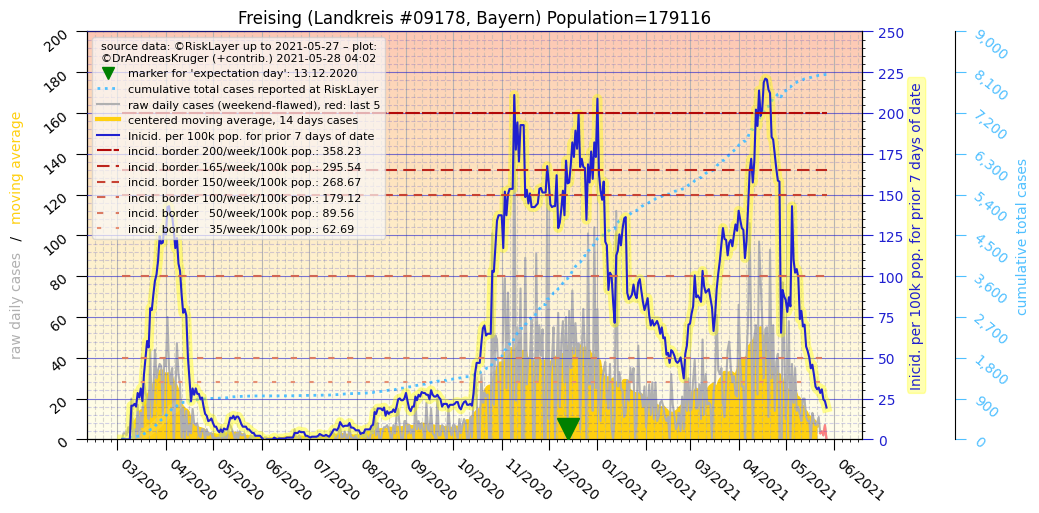 Freising (Landkreis #09178, Bayern) Population=179116
source data: ©RiskLayer up to 2021-05-27 – plot:
©DrAndreasKruger (+contrib.) 2021-05-28 04:02
marker for 'expectation day': 13.12.2020
cumulative total cases reported at RiskLayer
raw daily cases (weekend-flawed), red: last 5
centered moving average, 14 days cases
Inicid. per 100k pop. for prior 7 days of date
incid. border 200/week/100k pop.: 358.23
incid. border 165/week/100k pop.: 295.54
incid. border 150/week/100k pop.: 268.67
incid. border 100/week/100k pop.: 179.12
incid. border   50/week/100k pop.: 89.56
incid. border   35/week/100k pop.: 62.69
raw daily cases  /  moving average
200
180
160
140
120
100
80
60
40
20
0
03/2020
04/2020
05/2020
06/2020
07/2020
08/2020
09/2020
10/2020
11/2020
12/2020
01/2021
02/2021
03/2021
04/2021
05/2021
06/2021
250
225
200
175
150
125
100
75
50
25
0
Inicid. per 100k pop. for prior 7 days of date
9,000
8,100
7,200
6,300
5,400
4,500
3,600
2,700
1,800
900
0
cumulative total cases